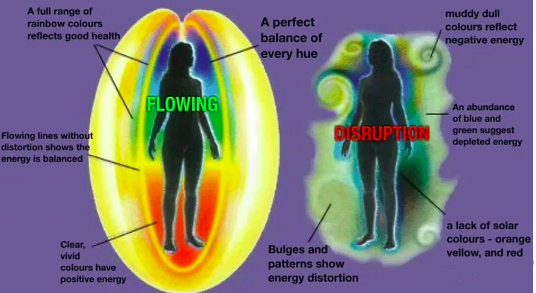 A full range of
rainbow colours
reflects good health
A perfect
balance of
every hue
FLOWING
Flowing lines without
distortion shows the
energy is balanced
Clear,
vivid
colours have
positive energy
muddy dull
colours reflect
negative energy
An abundance
of blue and
green suggest
depleted energy
DISRUPTION
a lack of solar
colours - orange
yellow, and red
Bulges and
patterns show
energy distortion